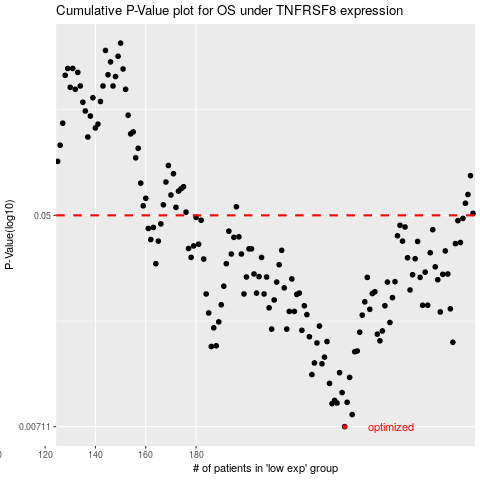 Cumulative P-Value plot for OS under TNFRSF8 expression
P-Value(log10)
0.05
0.00711
optimized
0 120 140 160 180
# of patients in 'low exp' group